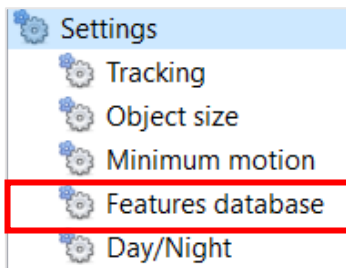 Settings
Tracking
Object size
Minimum motion
Features database
Day/Night